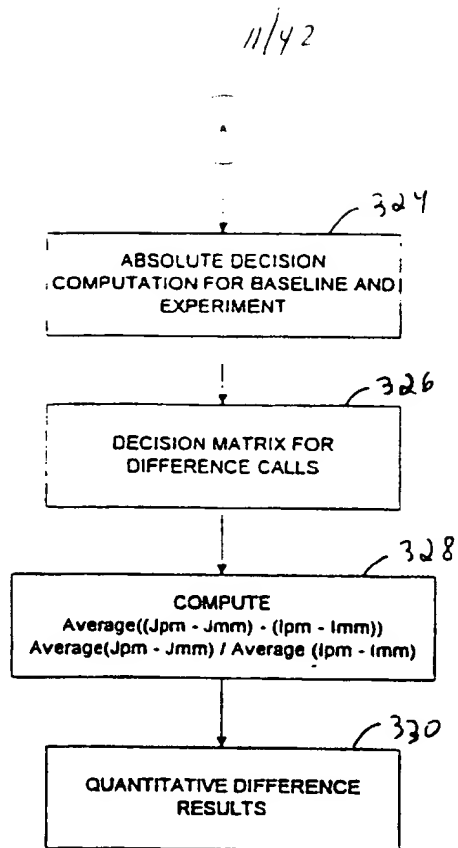 11/42
A
324
ABSOLUTE DECISION
COMPUTATION FOR BASELINE AND
EXPERIMENT
326
DECISION MATRIX FOR
DIFFERENCE CALLS
328
COMPUTE
Average((Jpm - Jmm) - (Ipm - Imm))
Average(Jpm - Jmm) / Average (Ipm - Imm)
330
QUANTITATIVE DIFFERENCE
RESULTS